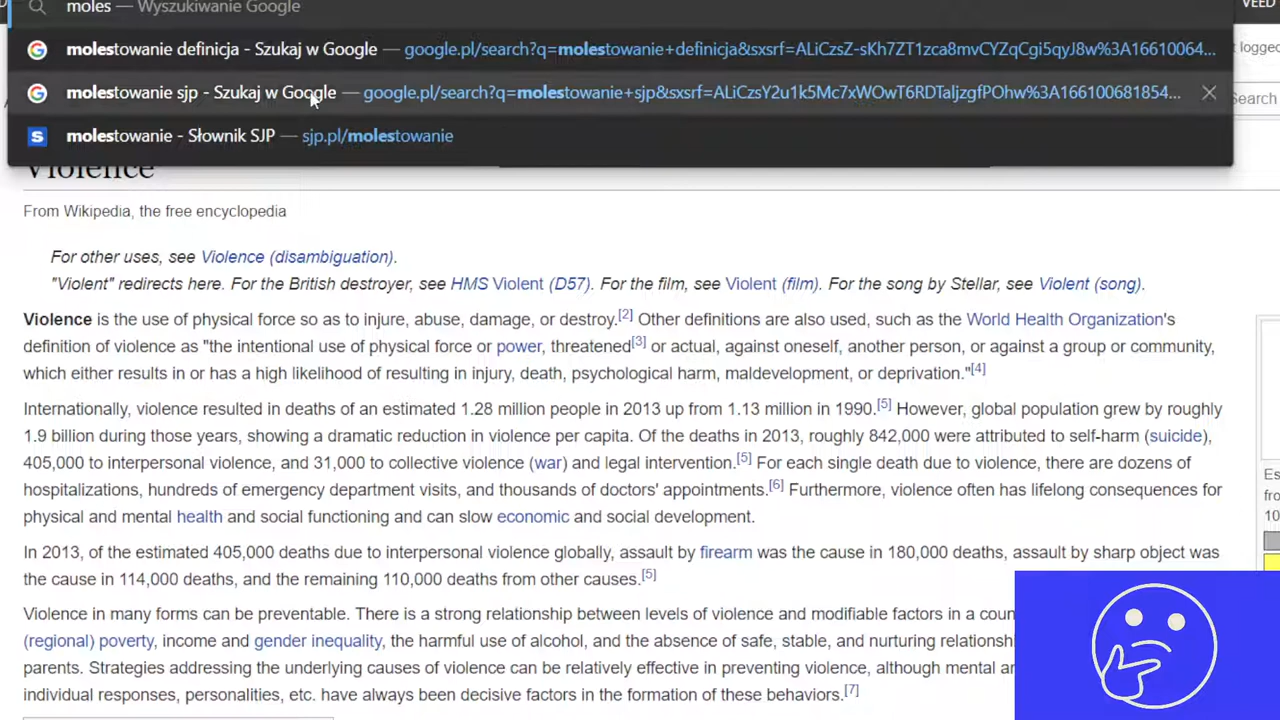 moles — Wyszukiwanie Google
VEED
molestowanie definicja - Szukaj w Google — google.pl/search?q=molestowanie+definicja&sxsrf=ALiCzsZ-sKh7ZT1zca8mvCYZqCgi5qyJ8w%3A16610064...
logged
molestowanie sjp - Szukaj w Google — google.pl/search?q=molestowanie+sjp&sxsrf=ALiCzsY2u1k5Mc7xWOwT6RDTaljzgfPOhw%3A1661006818154...
Search
molestowanie - Słownik SJP — sjp.pl/molestowanie
Violence
From Wikipedia, the free encyclopedia
For other uses, see Violence (disambiguation).
"Violent" redirects here. For the British destroyer, see HMS Violent (D57). For the film, see Violent (film). For the song by Stellar, see Violent (song).
Violence is the use of physical force so as to injure, abuse, damage, or destroy.[2] Other definitions are also used, such as the World Health Organization's
definition of violence as "the intentional use of physical force or power, threatened[3] or actual, against oneself, another person, or against a group or community,
which either results in or has a high likelihood of resulting in injury, death, psychological harm, maldevelopment, or deprivation."[4]
Internationally, violence resulted in deaths of an estimated 1.28 million people in 2013 up from 1.13 million in 1990.[5] However, global population grew by roughly
1.9 billion during those years, showing a dramatic reduction in violence per capita. Of the deaths in 2013, roughly 842,000 were attributed to self-harm (suicide),
405,000 to interpersonal violence, and 31,000 to collective violence (war) and legal intervention.[5] For each single death due to violence, there are dozens of
hospitalizations, hundreds of emergency department visits, and thousands of doctors' appointments.[6] Furthermore, violence often has lifelong consequences for
physical and mental health and social functioning and can slow economic and social development.
In 2013, of the estimated 405,000 deaths due to interpersonal violence globally, assault by firearm was the cause in 180,000 deaths, assault by sharp object was
the cause in 114,000 deaths, and the remaining 110,000 deaths from other causes.[5]
Violence in many forms can be preventable. There is a strong relationship between levels of violence and modifiable factors in a coun
(regional) poverty, income and gender inequality, the harmful use of alcohol, and the absence of safe, stable, and nurturing relationshi
parents. Strategies addressing the underlying causes of violence can be relatively effective in preventing violence, although mental an
individual responses, personalities, etc. have always been decisive factors in the formation of these behaviors.[7]
Es
fro
10